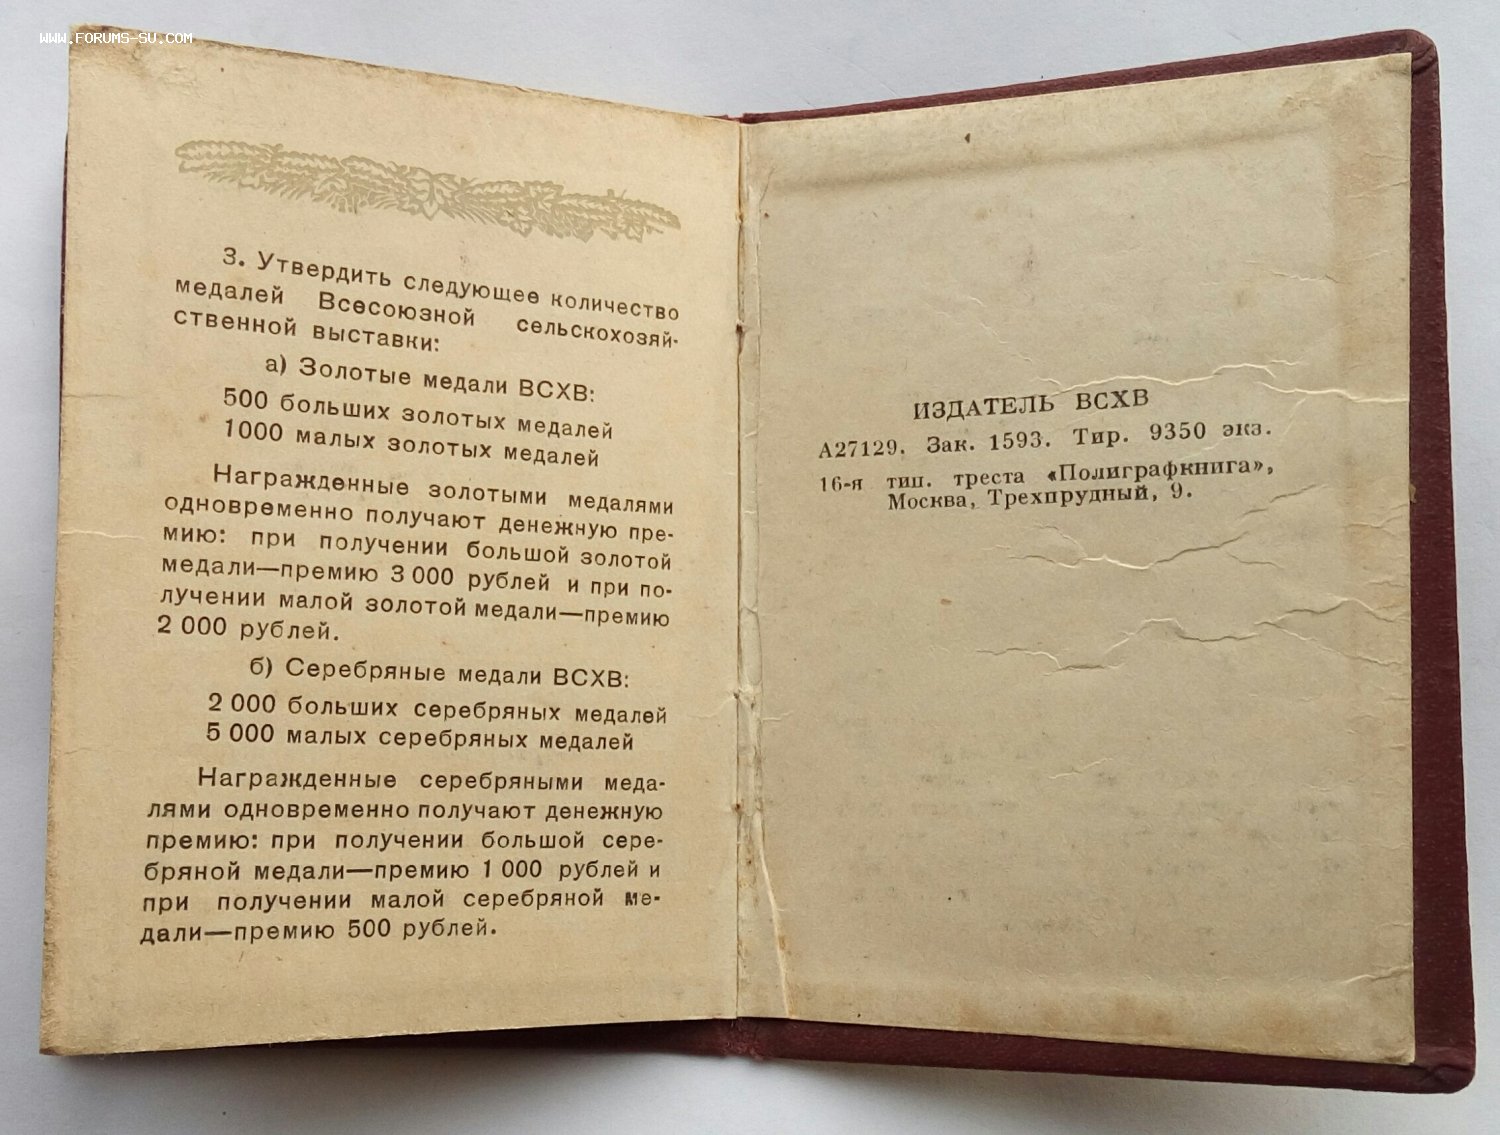 WWW.FORUMS-SU.COM
3. Утвердить следующее количество
медалей Всесоюзной сельскохозяй-
ственной выставки:
а) Золотые медали ВСХВ:
500 больших золотых медалей
1000 малых золотых медалей
Награжденные золотыми медалями
одновременно получают денежную пре-
мию: при получении большой золотой
медали—премию 3 000 рублей и при по-
лучении малой золотой медали—премию
2 000 рублей.
б) Серебряные медали ВСХВ:
2 000 больших серебряных медалей
5 000 малых серебряных медалей
Награжденные серебряными меда-
лями одновременно получают денежную
премию: при получении большой сере-
бряной медали—премию 1 000 рублей и
при получении малой серебряной ме-
дали—премию 500 рублей.
ИЗДАТЕЛЬ ВСХВ
А27129. Зак. 1593. Тир. 9350 экз.
16-я тип. треста «Полиграфкнига»,
Москва, Трехпрудный, 9.